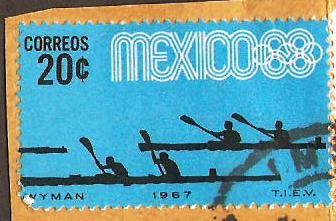 CORREOS
20¢
MEXICO68
WYMAN 1967 T.I.E.V.